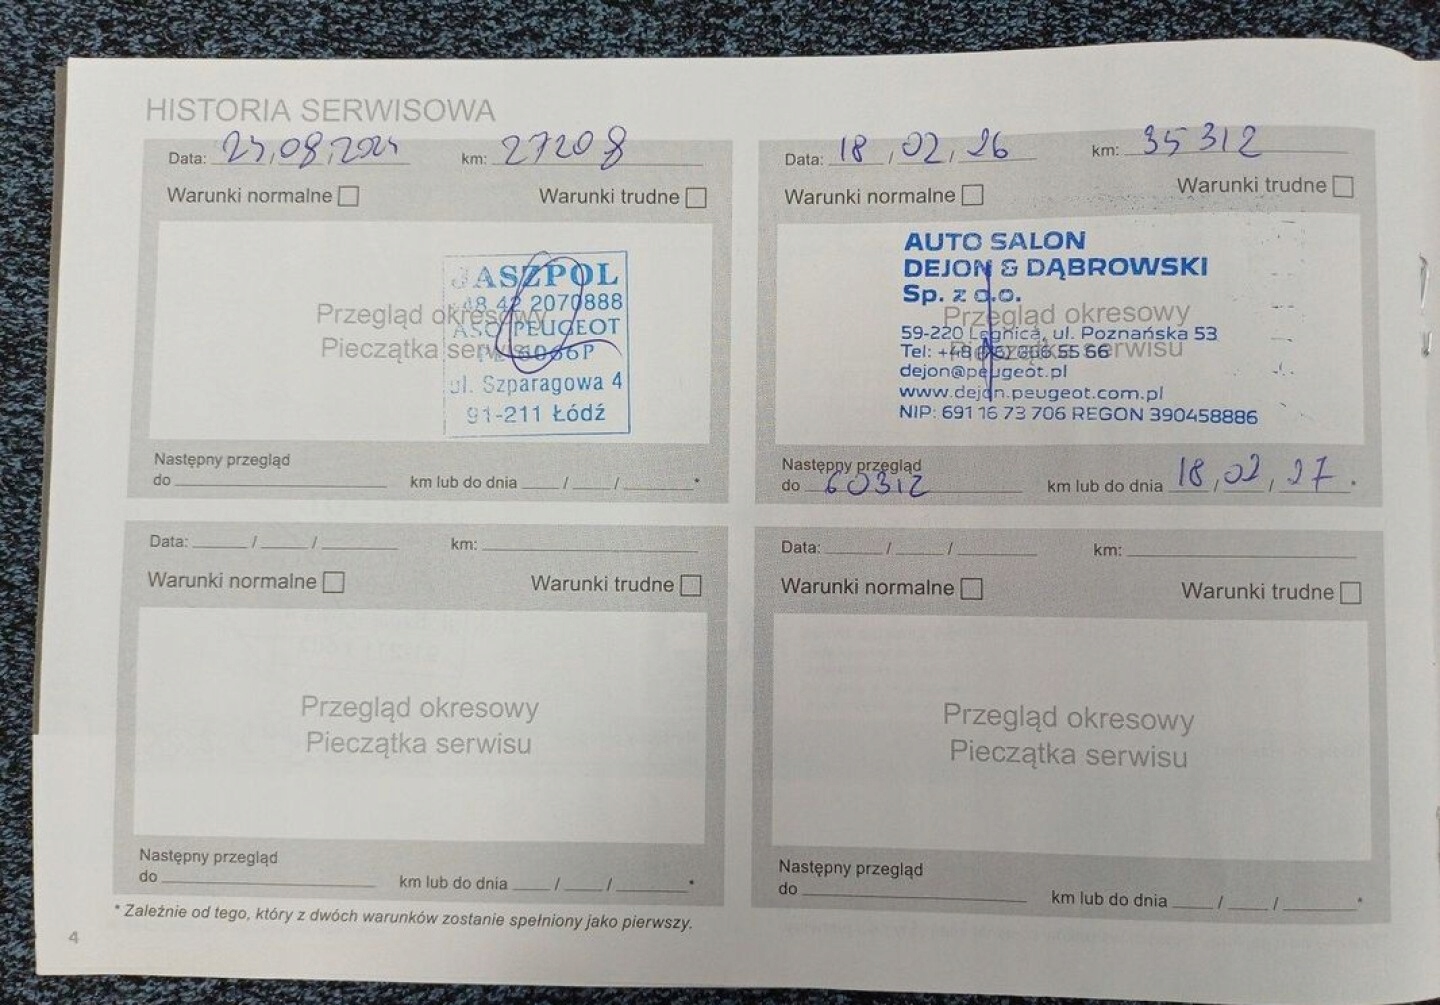 HISTORIA SERWISOWA
Data: 08 km: 27208
Warunki normalne Warunki trudne
Przegląd okresowy
Pieczątka serwisu
JASZPOL
+48 42 2070888
ASO PEUGEOT
ul. Szparagowa 4
91-211 Łódź
Następny przegląd
do km lub do dnia / / *
Data: 18 / 02 / 26 km: 35 312
Warunki normalne Warunki trudne
AUTO SALON
DEJON & DĄBROWSKI
Sp. z o.o.
Przegląd okresowy
Pieczątka serwisu
59-220 Legnica, ul. Poznańska 53
Tel: +48
dejon@peugeot.pl
www.dejon.peugeot.com.pl
NIP: 691 16 73 706 REGON 390458886
Następny przegląd
do 60312 km lub do dnia 18 / 02 / 27 *
Data: / / km:
Warunki normalne Warunki trudne
Przegląd okresowy
Pieczątka serwisu
Następny przegląd
do km lub do dnia / / *
Data: / / km:
Warunki normalne Warunki trudne
Przegląd okresowy
Pieczątka serwisu
Następny przegląd
do km lub do dnia / / *
* Zależnie od tego, który z dwóch warunków zostanie spełniony jako pierwszy.
4